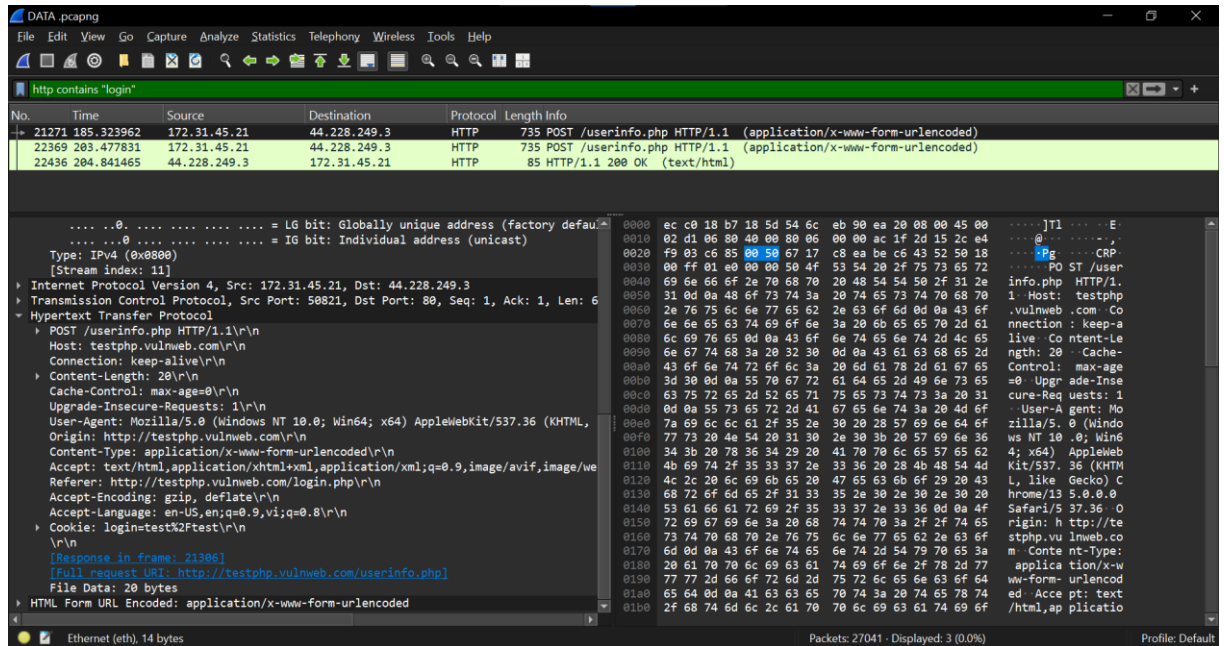 DATA .pcapng
File Edit View Go Capture Analyze Statistics Telephony Wireless Tools Help
http contains "login"
No. Time Source Destination Protocol Length Info
21271 185.323962 172.31.45.21 44.228.249.3 HTTP 735 POST /userinfo.php HTTP/1.1 (application/x-www-form-urlencoded)
22369 203.477831 172.31.45.21 44.228.249.3 HTTP 735 POST /userinfo.php HTTP/1.1 (application/x-www-form-urlencoded)
22436 204.841465 44.228.249.3 172.31.45.21 HTTP 85 HTTP/1.1 200 OK (text/html)
.... ..0. .... .... .... .... = LG bit: Globally unique address (factory defau
.... ...0 .... .... .... .... = IG bit: Individual address (unicast)
Type: IPv4 (0x0800)
[Stream index: 11]
Internet Protocol Version 4, Src: 172.31.45.21, Dst: 44.228.249.3
Transmission Control Protocol, Src Port: 50821, Dst Port: 80, Seq: 1, Ack: 1, Len: 6
Hypertext Transfer Protocol
POST /userinfo.php HTTP/1.1\r\n
Host: testphp.vulnweb.com\r\n
Connection: keep-alive\r\n
Content-Length: 20\r\n
Cache-Control: max-age=0\r\n
Upgrade-Insecure-Requests: 1\r\n
User-Agent: Mozilla/5.0 (Windows NT 10.0; Win64; x64) AppleWebKit/537.36 (KHTML,
Origin: http://testphp.vulnweb.com\r\n
Content-Type: application/x-www-form-urlencoded\r\n
Accept: text/html,application/xhtml+xml,application/xml;q=0.9,image/avif,image/we
Referer: http://testphp.vulnweb.com/login.php\r\n
Accept-Encoding: gzip, deflate\r\n
Accept-Language: en-US,en;q=0.9,vi;q=0.8\r\n
Cookie: login=test%2Ftest\r\n
\r\n
[Response in frame: 21306]
[Full request URI: http://testphp.vulnweb.com/userinfo.php]
File Data: 20 bytes
HTML Form URL Encoded: application/x-www-form-urlencoded
0000 ec c0 18 b7 18 5d 54 6c eb 90 ea 20 08 00 45 00 ·····]Tl ··· ··E·
0010 02 d1 06 80 40 00 80 06 00 00 ac 1f 2d 15 2c e4 ····@··· ····-·,·
0020 f9 03 c6 85 00 50 67 17 c8 ea be c6 43 52 50 18 ·····Pg· ····CRP·
0030 00 ff 01 e0 00 00 50 4f 53 54 20 2f 75 73 65 72 ······PO ST /user
0040 69 6e 66 6f 2e 70 68 70 20 48 54 54 50 2f 31 2e info.php HTTP/1.
0050 31 0d 0a 48 6f 73 74 3a 20 74 65 73 74 70 68 70 1··Host: testphp
0060 2e 76 75 6c 6e 77 65 62 2e 63 6f 6d 0d 0a 43 6f .vulnweb .com··Co
0070 6e 6e 65 63 74 69 6f 6e 3a 20 6b 65 65 70 2d 61 nnection : keep-a
0080 6c 69 76 65 0d 0a 43 6f 6e 74 65 6e 74 2d 4c 65 live··Co ntent-Le
0090 6e 67 74 68 3a 20 32 30 0d 0a 43 61 63 68 65 2d ngth: 20 ··Cache-
00a0 43 6f 6e 74 72 6f 6c 3a 20 6d 61 78 2d 61 67 65 Control: max-age
00b0 3d 30 0d 0a 55 70 67 72 61 64 65 2d 49 6e 73 65 =0··Upgr ade-Inse
00c0 63 75 72 65 2d 52 65 71 75 65 73 74 73 3a 20 31 cure-Req uests: 1
00d0 0d 0a 55 73 65 72 2d 41 67 65 6e 74 3a 20 4d 6f ··User-A gent: Mo
00e0 7a 69 6c 6c 61 2f 35 2e 30 20 28 57 69 6e 64 6f zilla/5. 0 (Windo
00f0 77 73 20 4e 54 20 31 30 2e 30 3b 20 57 69 6e 36 ws NT 10 .0; Win6
0100 34 3b 20 78 36 34 29 20 41 70 70 6c 65 57 65 62 4; x64) AppleWeb
0110 4b 69 74 2f 35 33 37 2e 33 36 20 28 4b 48 54 4d Kit/537. 36 (KHTM
0120 4c 2c 20 6c 69 6b 65 20 47 65 63 6b 6f 29 20 43 L, like Gecko) C
0130 68 72 6f 6d 65 2f 31 33 35 2e 30 2e 30 2e 30 20 hrome/13 5.0.0.0
0140 53 61 66 61 72 69 2f 35 33 37 2e 33 36 0d 0a 4f Safari/5 37.36··O
0150 72 69 67 69 6e 3a 20 68 74 74 70 3a 2f 2f 74 65 rigin: h ttp://te
0160 73 74 70 68 70 2e 76 75 6c 6e 77 65 62 2e 63 6f stphp.vu lnweb.co
0170 6d 0d 0a 43 6f 6e 74 65 6e 74 2d 54 79 70 65 3a m··Conte nt-Type:
0180 20 61 70 70 6c 69 63 61 74 69 6f 6e 2f 78 2d 77 applica tion/x-w
0190 77 77 2d 66 6f 72 6d 2d 75 72 6c 65 6e 63 6f 64 ww-form- urlencod
01a0 65 64 0d 0a 41 63 63 65 70 74 3a 20 74 65 78 74 ed··Acce pt: text
01b0 2f 68 74 6d 6c 2c 61 70 70 6c 69 63 61 74 69 6f /html,ap plicatio
Ethernet (eth), 14 bytes
Packets: 27041 · Displayed: 3 (0.0%)
Profile: Default